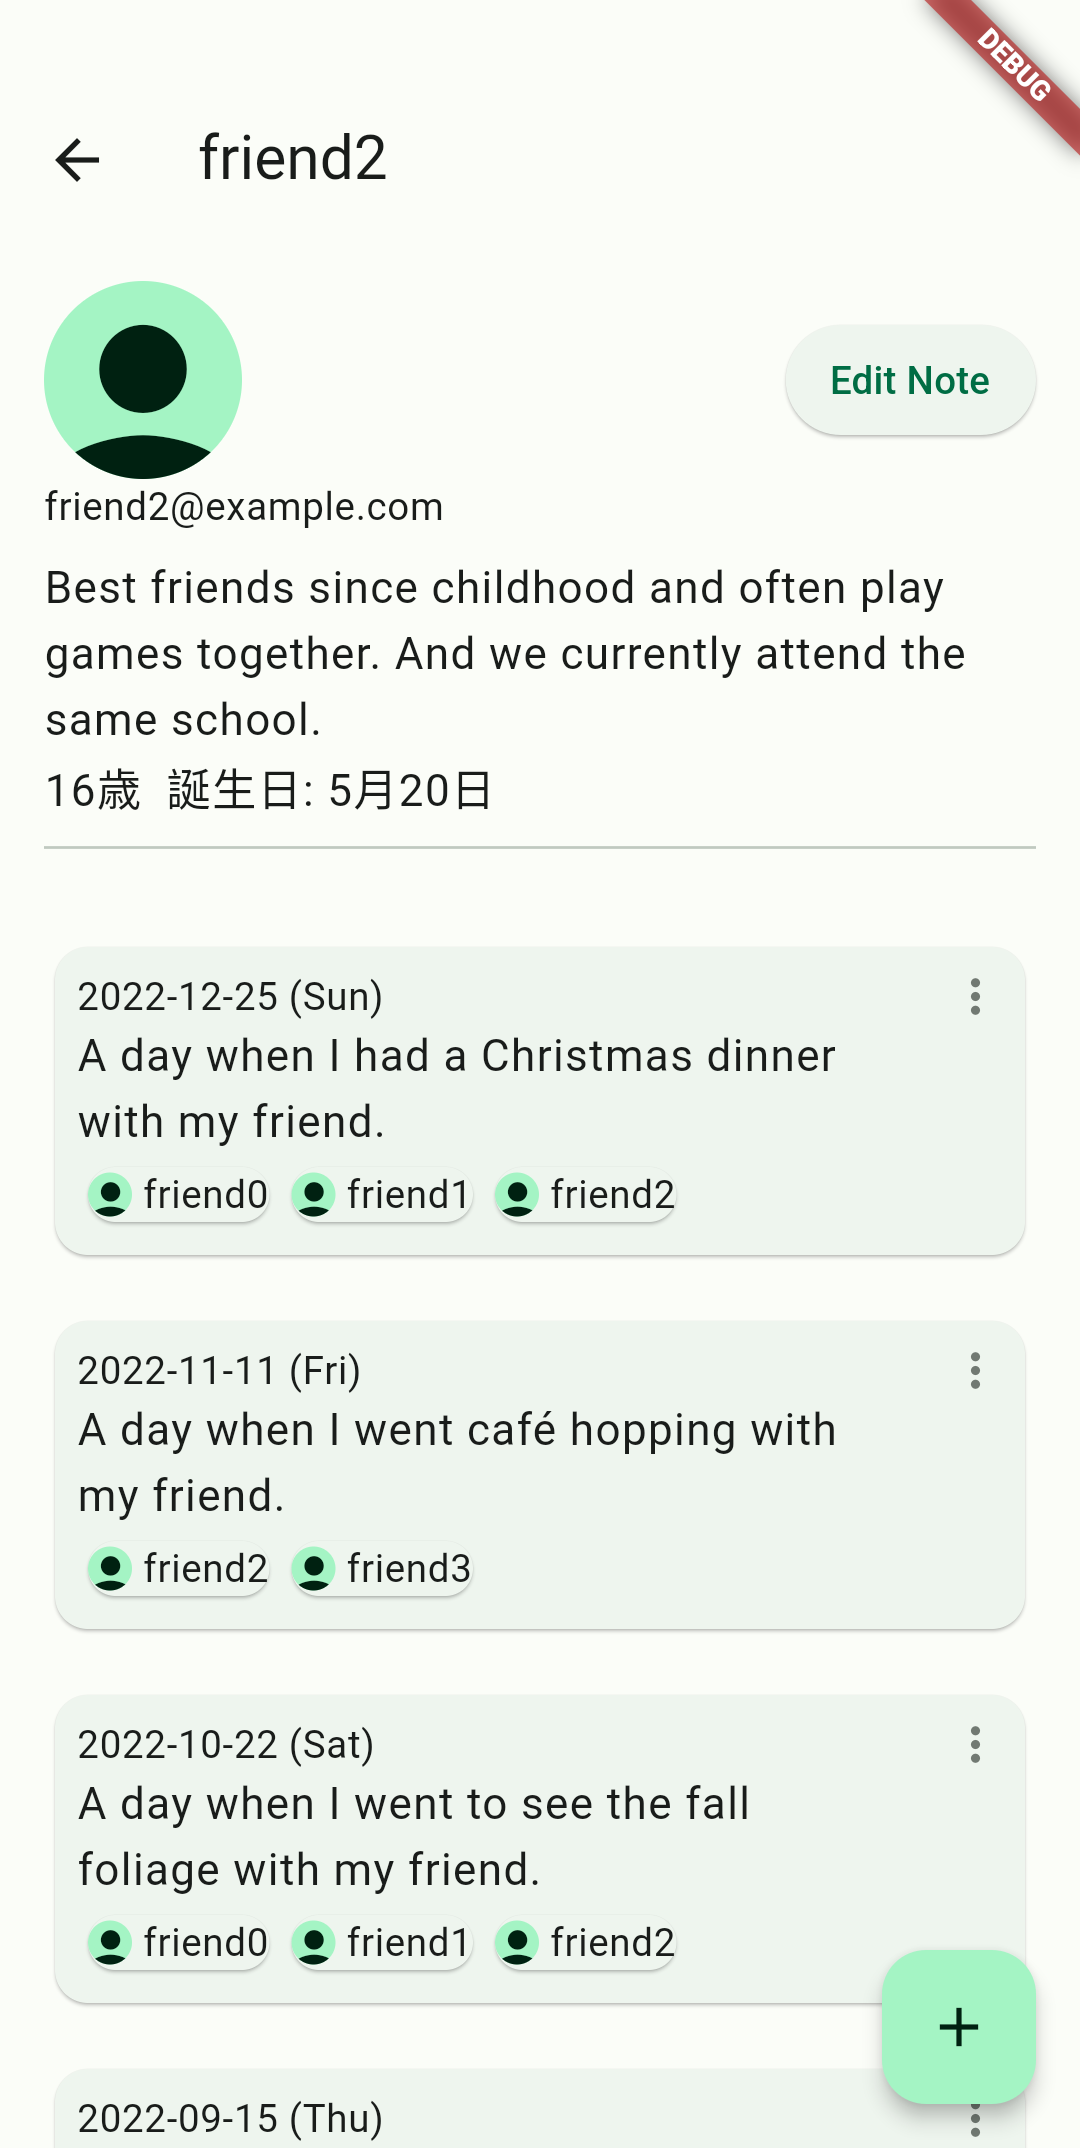 DEBUG
friend2
Edit Note
friend2@example.com
Best friends since childhood and often play
games together. And we currently attend the
same school.
16歳 誕生日: 5月20日
2022-12-25 (Sun)
A day when I had a Christmas dinner
with my friend.
friend0 friend1 friend2
2022-11-11 (Fri)
A day when I went café hopping with
my friend.
friend2 friend3
2022-10-22 (Sat)
A day when I went to see the fall
foliage with my friend.
friend0 friend1 friend2
2022-09-15 (Thu)